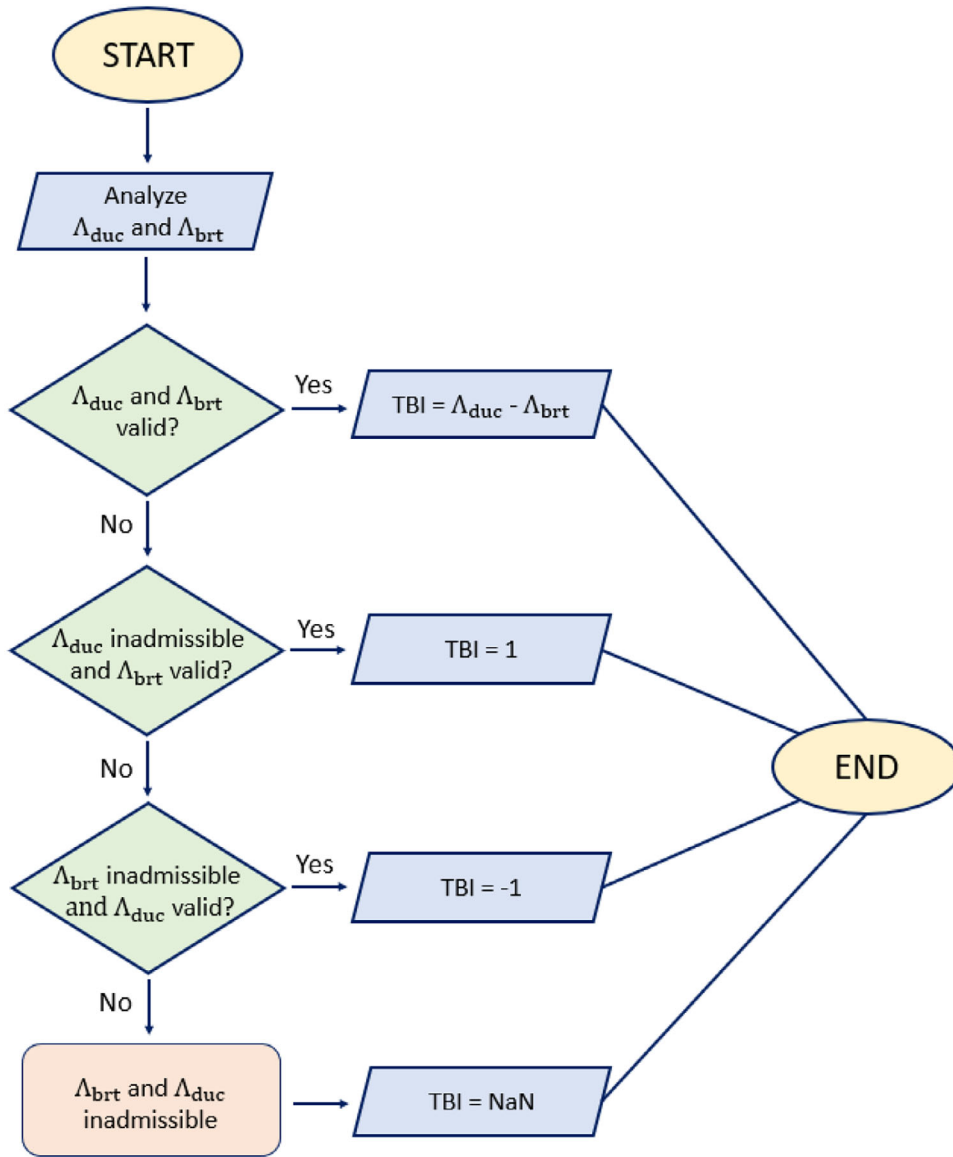 START
Analyze
Λduc and Λbrt
Λduc and Λbrt
valid?
Yes
TBI = Λduc - Λbrt
No
Λduc inadmissible
and Λbrt valid?
Yes
TBI = 1
No
END
Λbrt inadmissible
and Λduc valid?
Yes
TBI = -1
No
Λbrt and Λduc
inadmissible
TBI = NaN